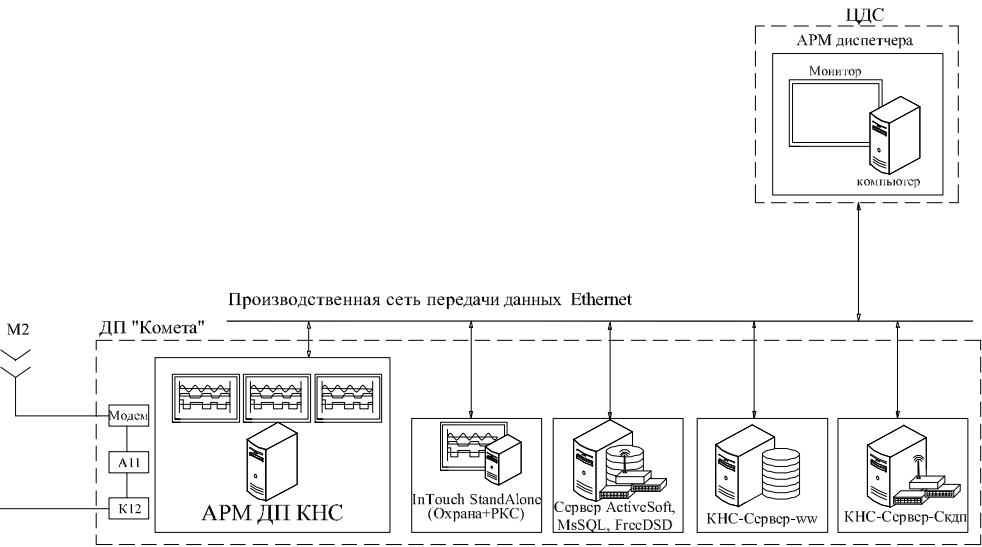 ЦДС
АРМ диспетчера
Монитор
компьютер
Производственная сеть передачи данных Ethernet
М2
ДП "Комета"
Модем
А11
К12
АРМ ДП КНС
InTouch StandAlone
(Охрана+РКС)
Сервер ActiveSoft,
MsSQL, FreeDSD
КНС-Сервер-ww
КНС-Сервер-Скдп